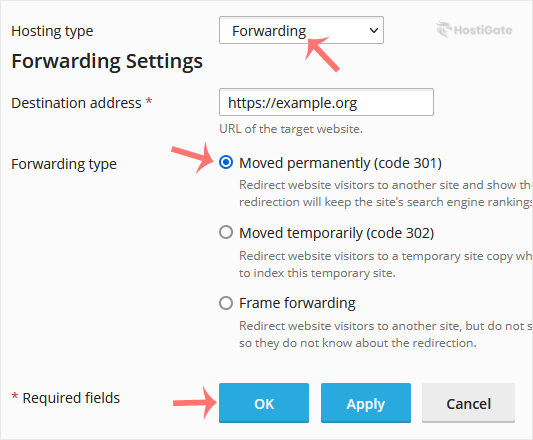 Hosting type Forwarding HostiGate
Forwarding Settings
Destination address * https://example.org
URL of the target website.
Forwarding type Moved permanently (code 301)
Redirect website visitors to another site and show the
redirection will keep the site's search engine rankings
Moved temporarily (code 302)
Redirect website visitors to a temporary site copy wh
to index this temporary site.
Frame forwarding
Redirect website visitors to another site, but do not s
so they do not know about the redirection.
* Required fields OK Apply Cancel